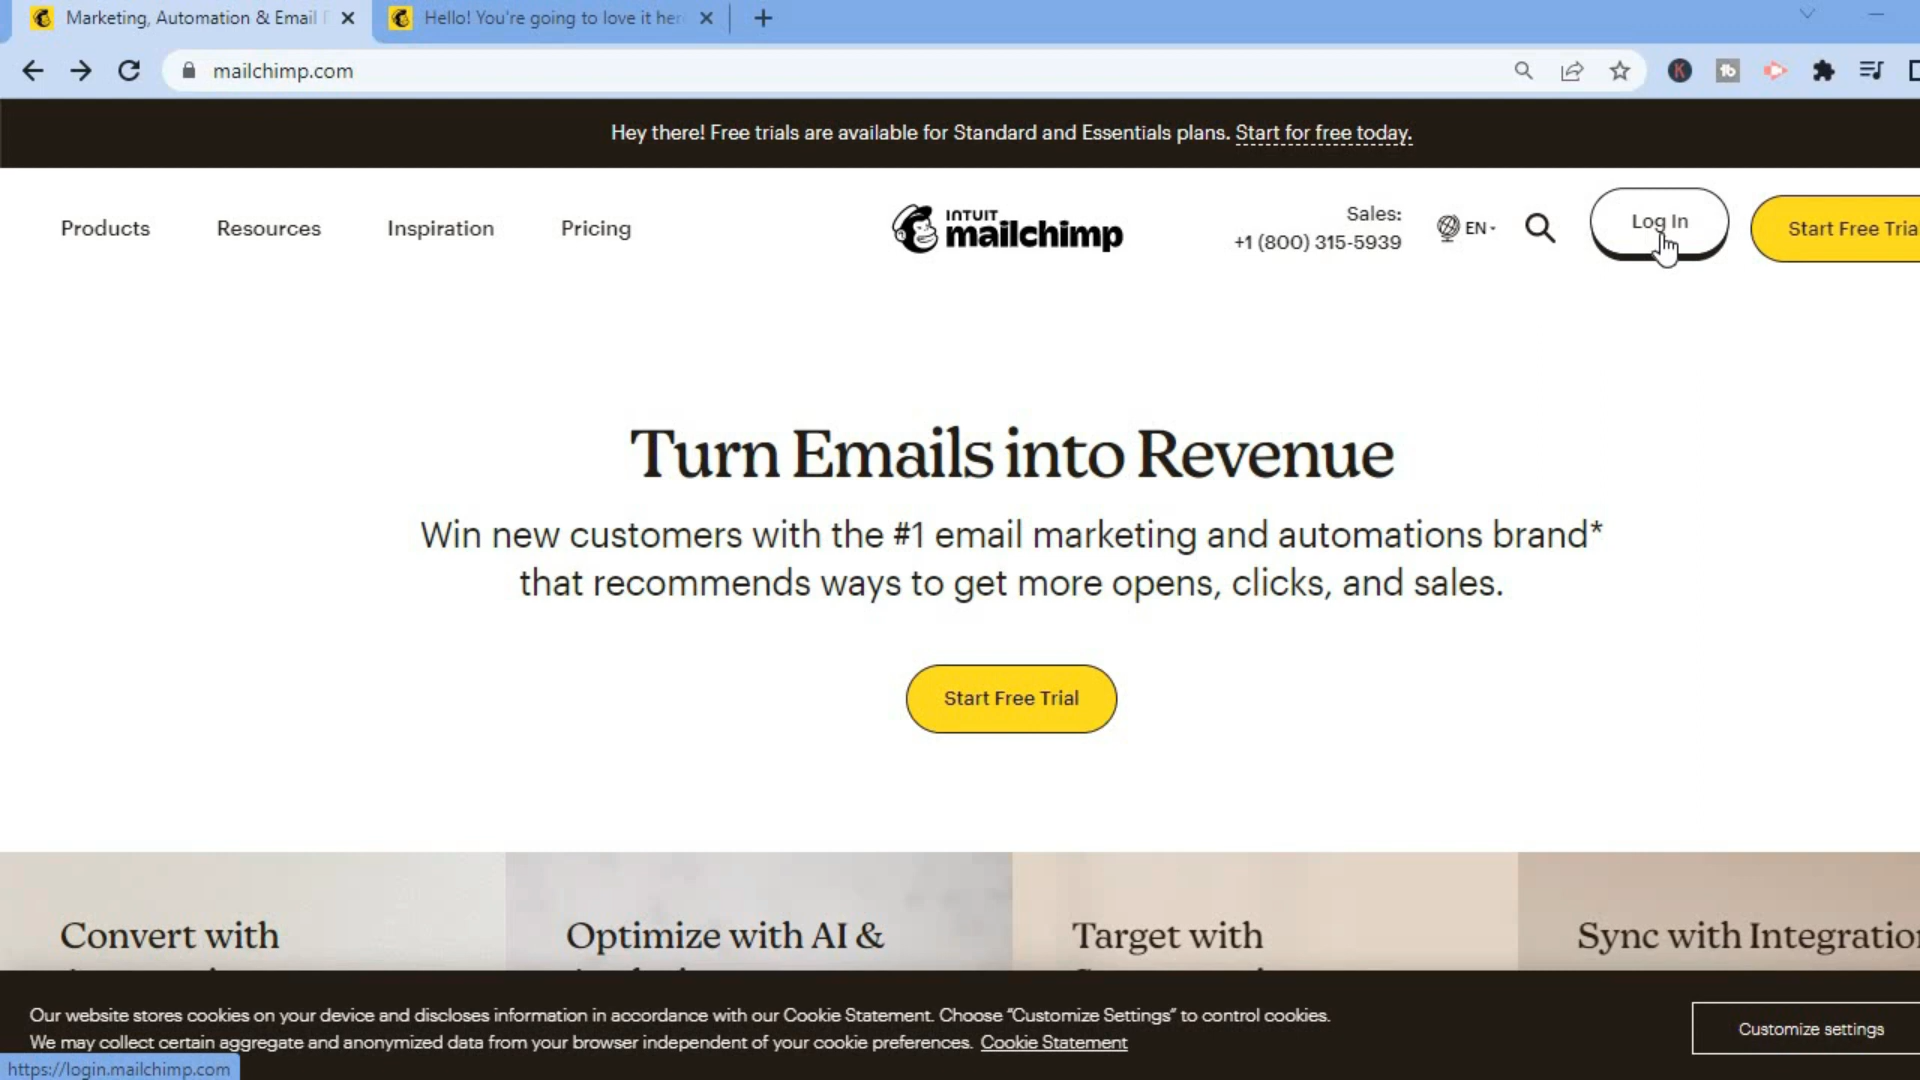 Marketing, Automation & Email
Hello! You're going to love it her
mailchimp.com
Hey there! Free trials are available for Standard and Essentials plans. Start for free today.
Products
Resources
Inspiration
Pricing
INTUIT
mailchimp
Sales:
+1 (800) 315-5939
EN
Log In
Start Free Tria
Turn Emails into Revenue
Win new customers with the #1 email marketing and automations brand*
that recommends ways to get more opens, clicks, and sales.
Start Free Trial
Convert with
Optimize with AI &
Target with
Sync with Integratio
Our website stores cookies on your device and discloses information in accordance with our Cookie Statement. Choose "Customize Settings" to control cookies.
We may collect certain aggregate and anonymized data from your browser independent of your cookie preferences. Cookie Statement
Customize settings
https://login.mailchimp.com